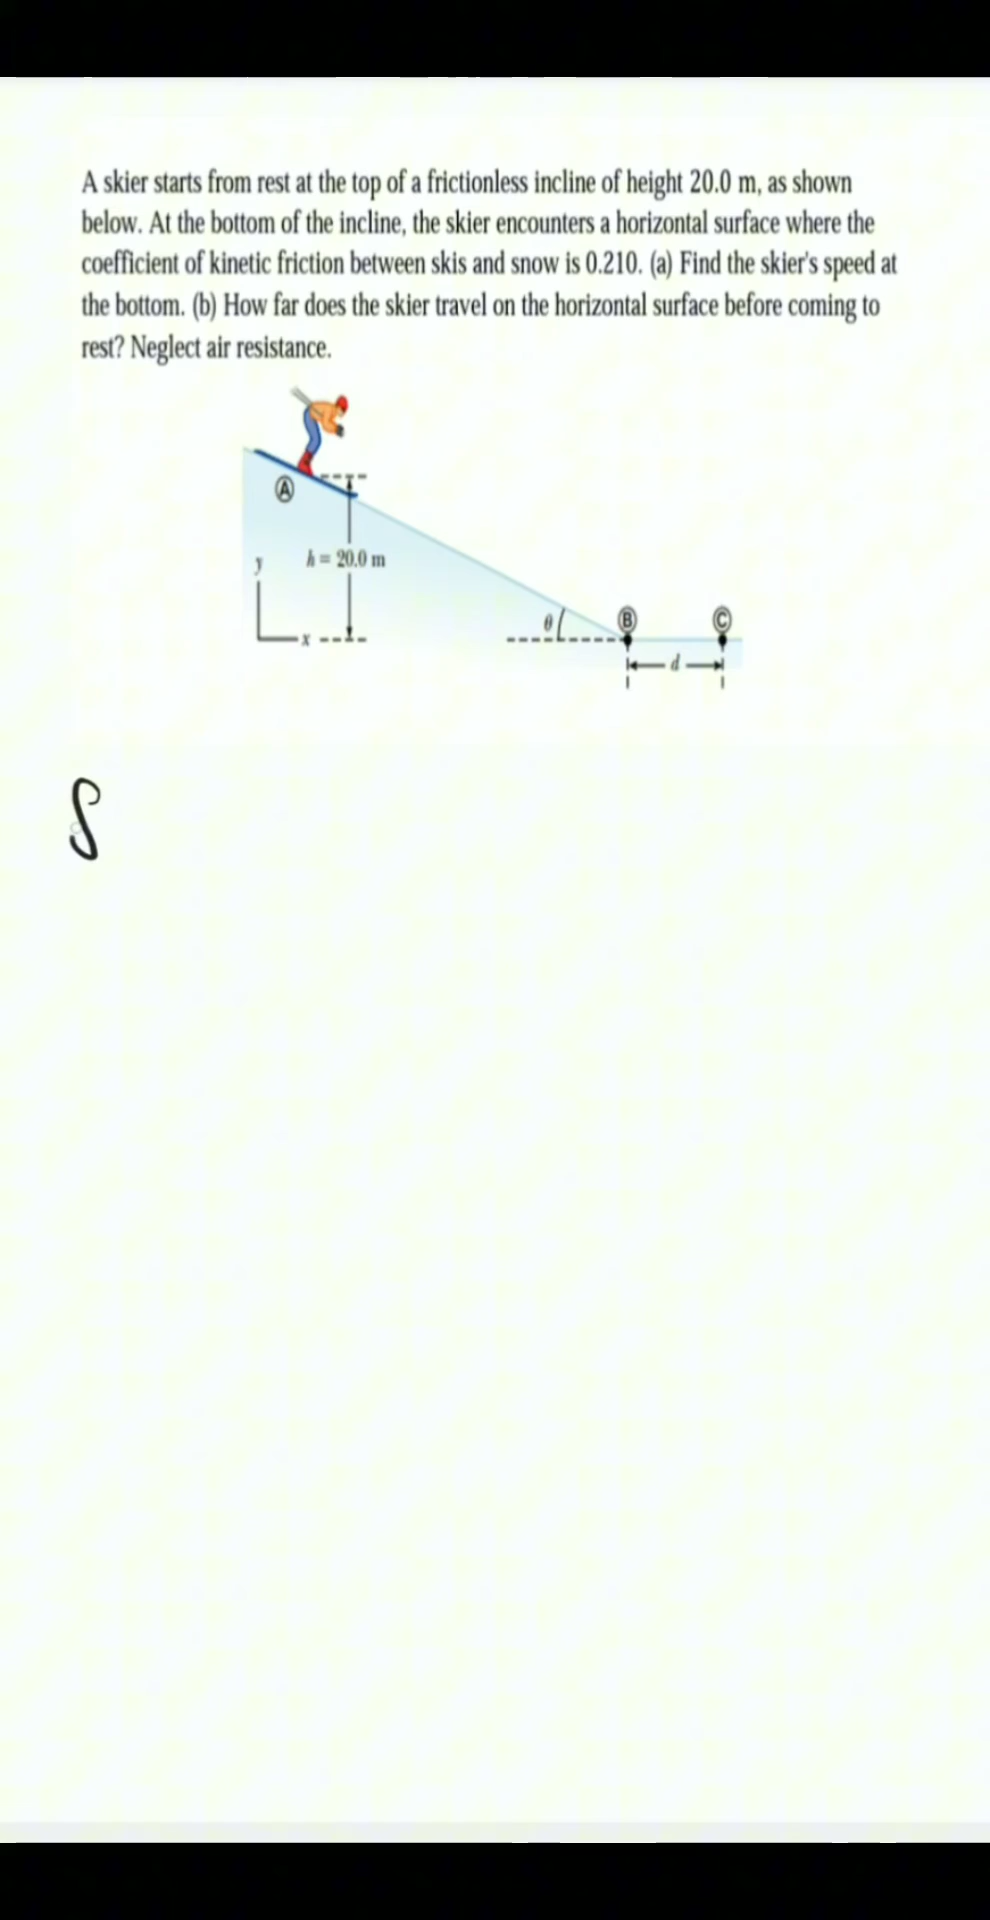 A skier starts from rest at the top of a frictionless incline of height 20.0 m, as shown
below. At the bottom of the incline, the skier encounters a horizontal surface where the
coefficient of kinetic friction between skis and snow is 0.210. (a) Find the skier's speed at
the bottom. (b) How far does the skier travel on the horizontal surface before coming to
rest? Neglect air resistance.
A
y
h = 20.0 m
x
θ
B
C
d